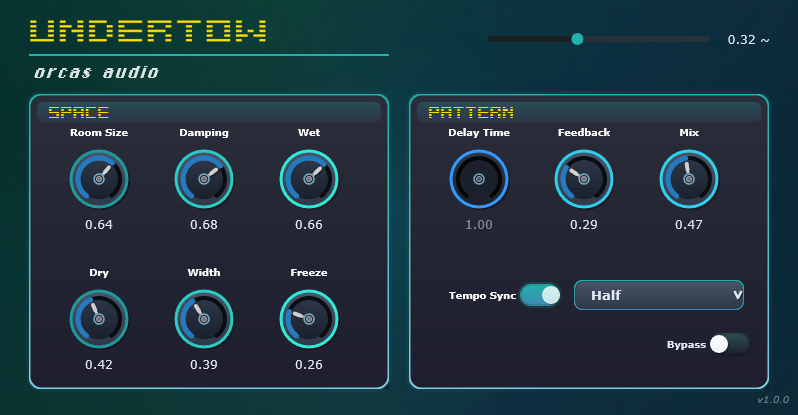 UNDERTOW
0.32 ~
orcas audio
SPACE
Room Size Damping Wet
0.64 0.68 0.66
Dry Width Freeze
0.42 0.39 0.26
PATTERN
Delay Time Feedback Mix
1.00 0.29 0.47
Tempo Sync Half v
Bypass
v1.0.0